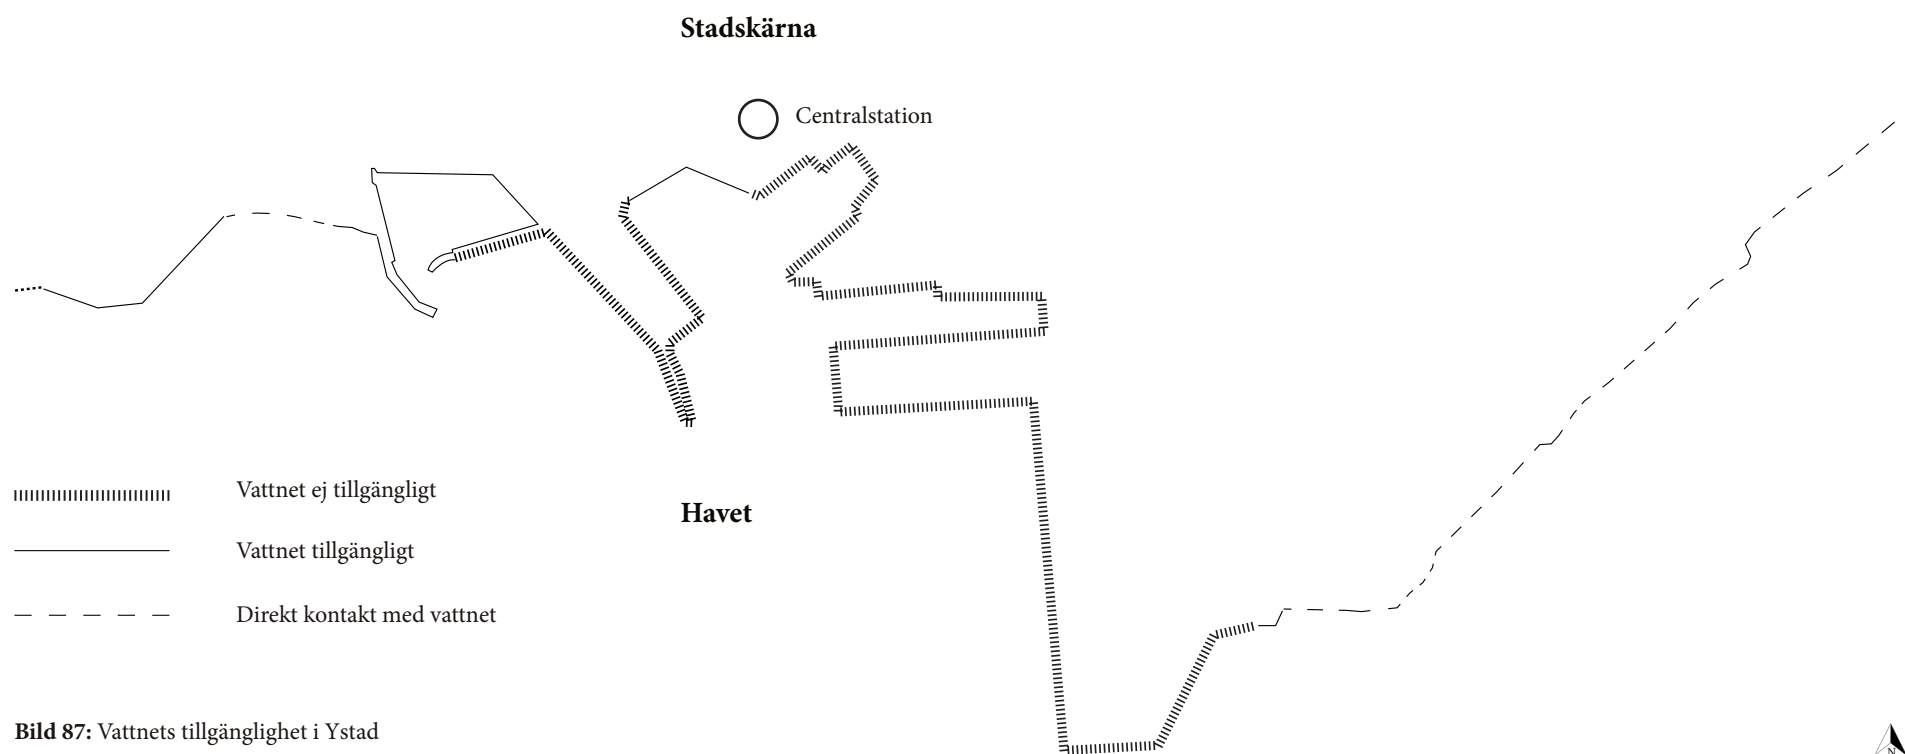 Stadskärna
Centralstation
Vattnet ej tillgängligt
Havet
Vattnet tillgängligt
Direkt kontakt med vattnet
Bild 87: Vattnets tillgänglighet i Ystad
N